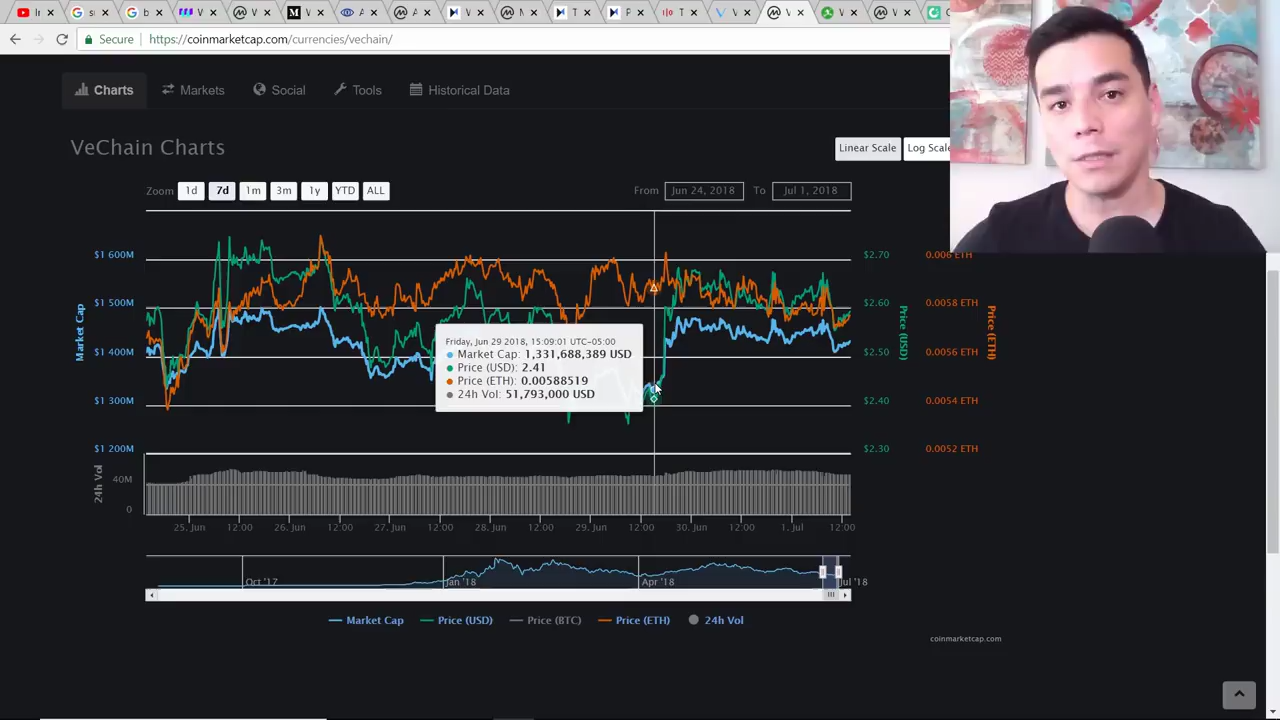 Secure
https://coinmarketcap.com/currencies/vechain/
Charts
Markets
Social
Tools
Historical Data
VeChain Charts
Linear Scale
Log Scale
Zoom 1d 7d 1m 3m 1y YTD ALL
From Jun 24, 2018 To Jul 1, 2018
$1 600M
$1 500M
$1 400M
$1 300M
$1 200M
Market Cap
40M
0
24h Vol
$2.70
$2.60
$2.50
$2.40
$2.30
Price (USD)
0.006 ETH
0.0058 ETH
0.0056 ETH
0.0054 ETH
0.0052 ETH
Price (ETH)
Friday, Jun 29 2018, 15:09:01 UTC-05:00
Market Cap: 1,331,688,389 USD
Price (USD): 2.41
Price (ETH): 0.00588519
24h Vol: 51,793,000 USD
25. Jun 12:00 26. Jun 12:00 27. Jun 12:00 28. Jun 12:00 29. Jun 12:00 30. Jun 12:00 1. Jul 12:00
Oct '17 Jan '18 Apr '18 Jul '18
Market Cap Price (USD) Price (BTC) Price (ETH) 24h Vol
coinmarketcap.com